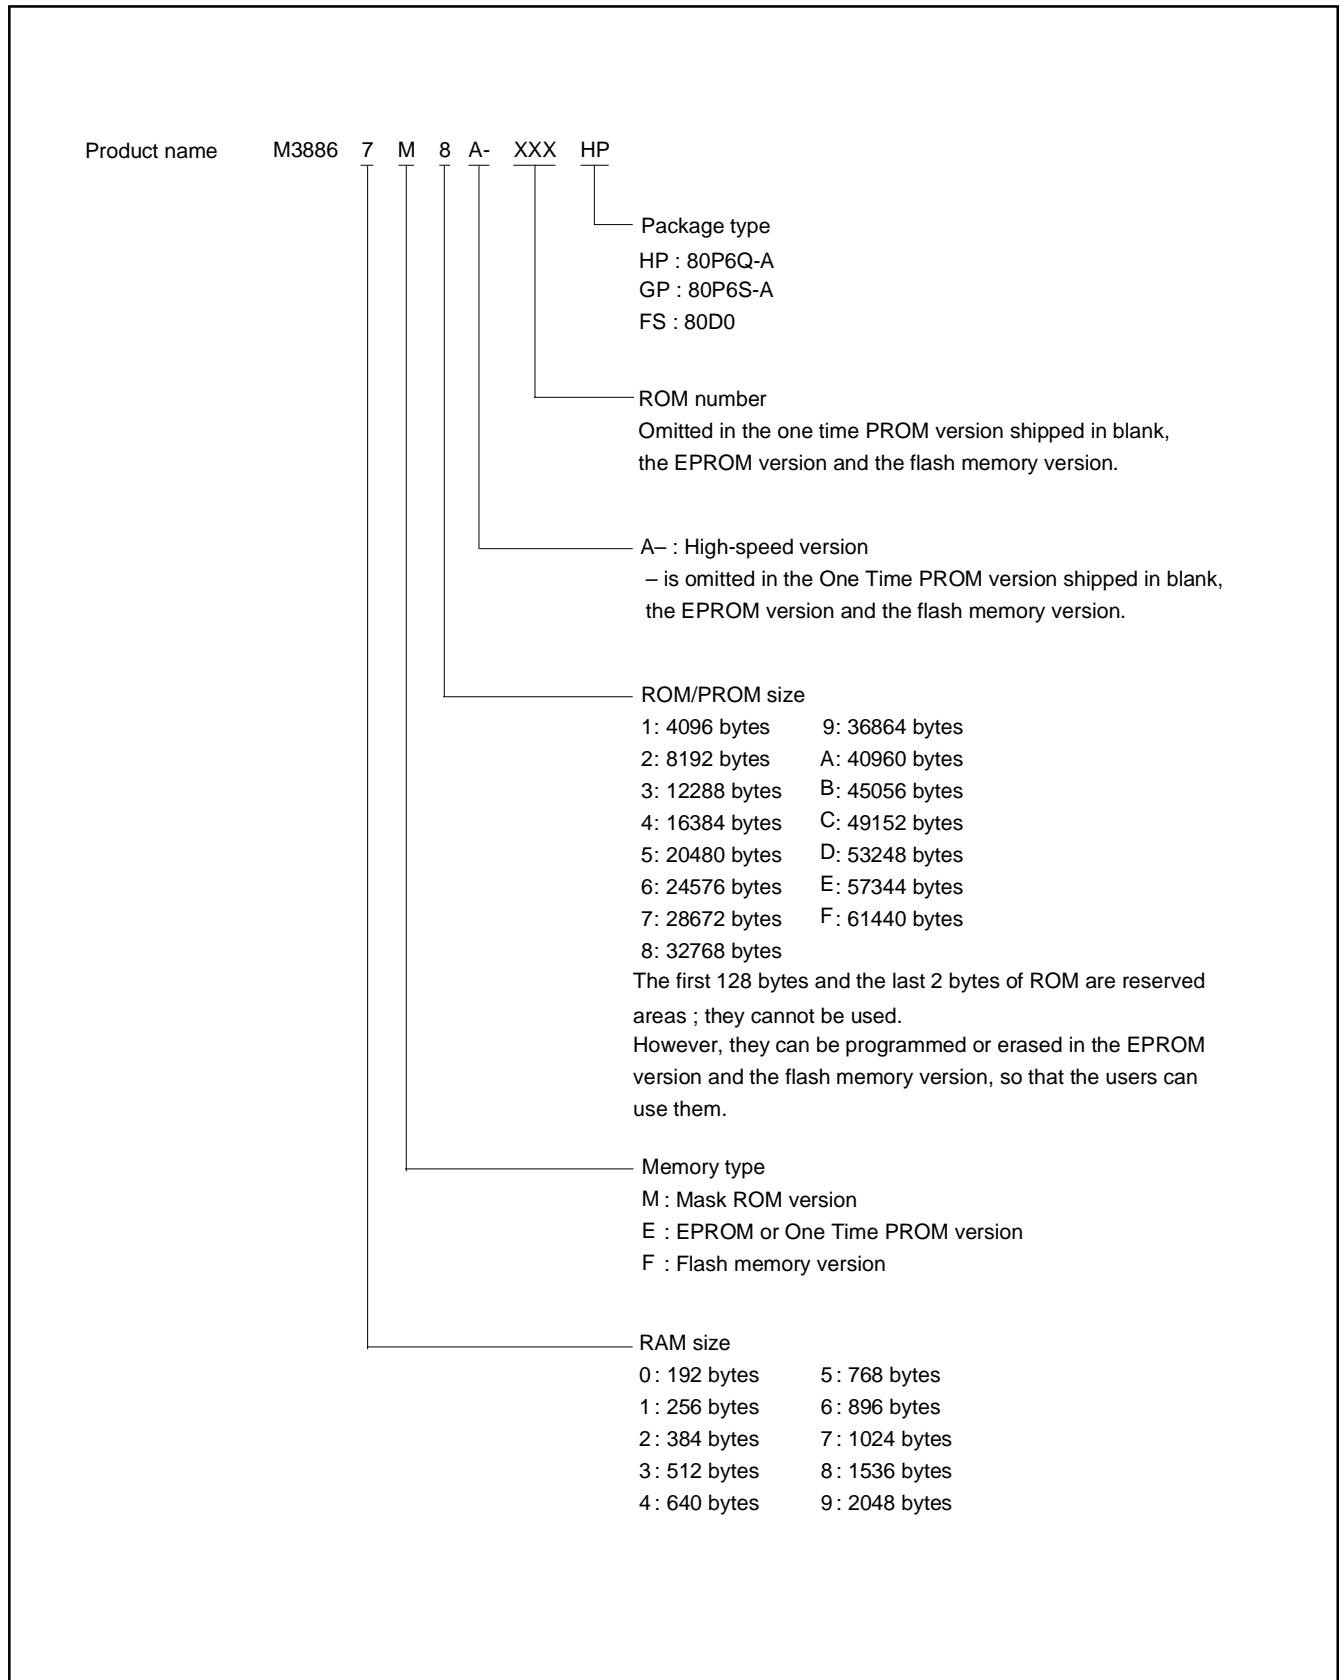 Product name M3886 7 M 8 A- XXX HP
Package type
HP : 80P6Q-A
GP : 80P6S-A
FS : 80D0
ROM number
Omitted in the one time PROM version shipped in blank,
the EPROM version and the flash memory version.
A– : High-speed version
– is omitted in the One Time PROM version shipped in blank,
the EPROM version and the flash memory version.
ROM/PROM size
1: 4096 bytes 9: 36864 bytes
2: 8192 bytes A: 40960 bytes
3: 12288 bytes B: 45056 bytes
4: 16384 bytes C: 49152 bytes
5: 20480 bytes D: 53248 bytes
6: 24576 bytes E: 57344 bytes
7: 28672 bytes F: 61440 bytes
8: 32768 bytes
The first 128 bytes and the last 2 bytes of ROM are reserved
areas ; they cannot be used.
However, they can be programmed or erased in the EPROM
version and the flash memory version, so that the users can
use them.
Memory type
M : Mask ROM version
E : EPROM or One Time PROM version
F : Flash memory version
RAM size
0 : 192 bytes 5 : 768 bytes
1 : 256 bytes 6 : 896 bytes
2 : 384 bytes 7 : 1024 bytes
3 : 512 bytes 8 : 1536 bytes
4 : 640 bytes 9 : 2048 bytes